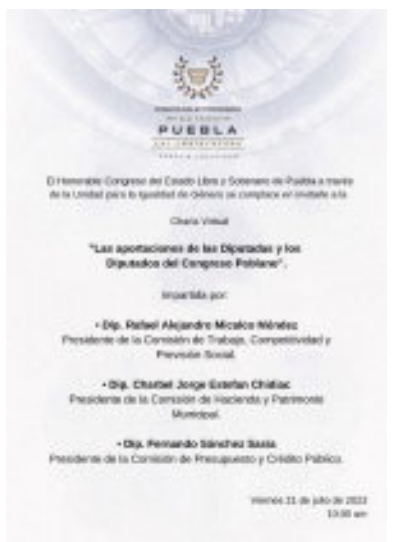 PUEBLA
El Honorable Congreso del Estado Libre y Soberano de Puebla a través
de la Unidad para la Igualdad de Género se complace en invitarle a la
Charla Virtual
"Las aportaciones de las Diputadas y los
Diputados del Congreso Poblano".
Impartida por:
• Dip. Rafael Alejandro Micalco Méndez
Presidente de la Comisión de Trabajo, Competitividad y
Previsión Social.
• Dip. Charbel Jorge Estefan Chidiac
Presidente de la Comisión de Hacienda y Patrimonio
Municipal.
• Dip. Fernando Sánchez Sasia
Presidente de la Comisión de Presupuesto y Crédito Público.
Viernes 21 de julio de 2023
10:00 am